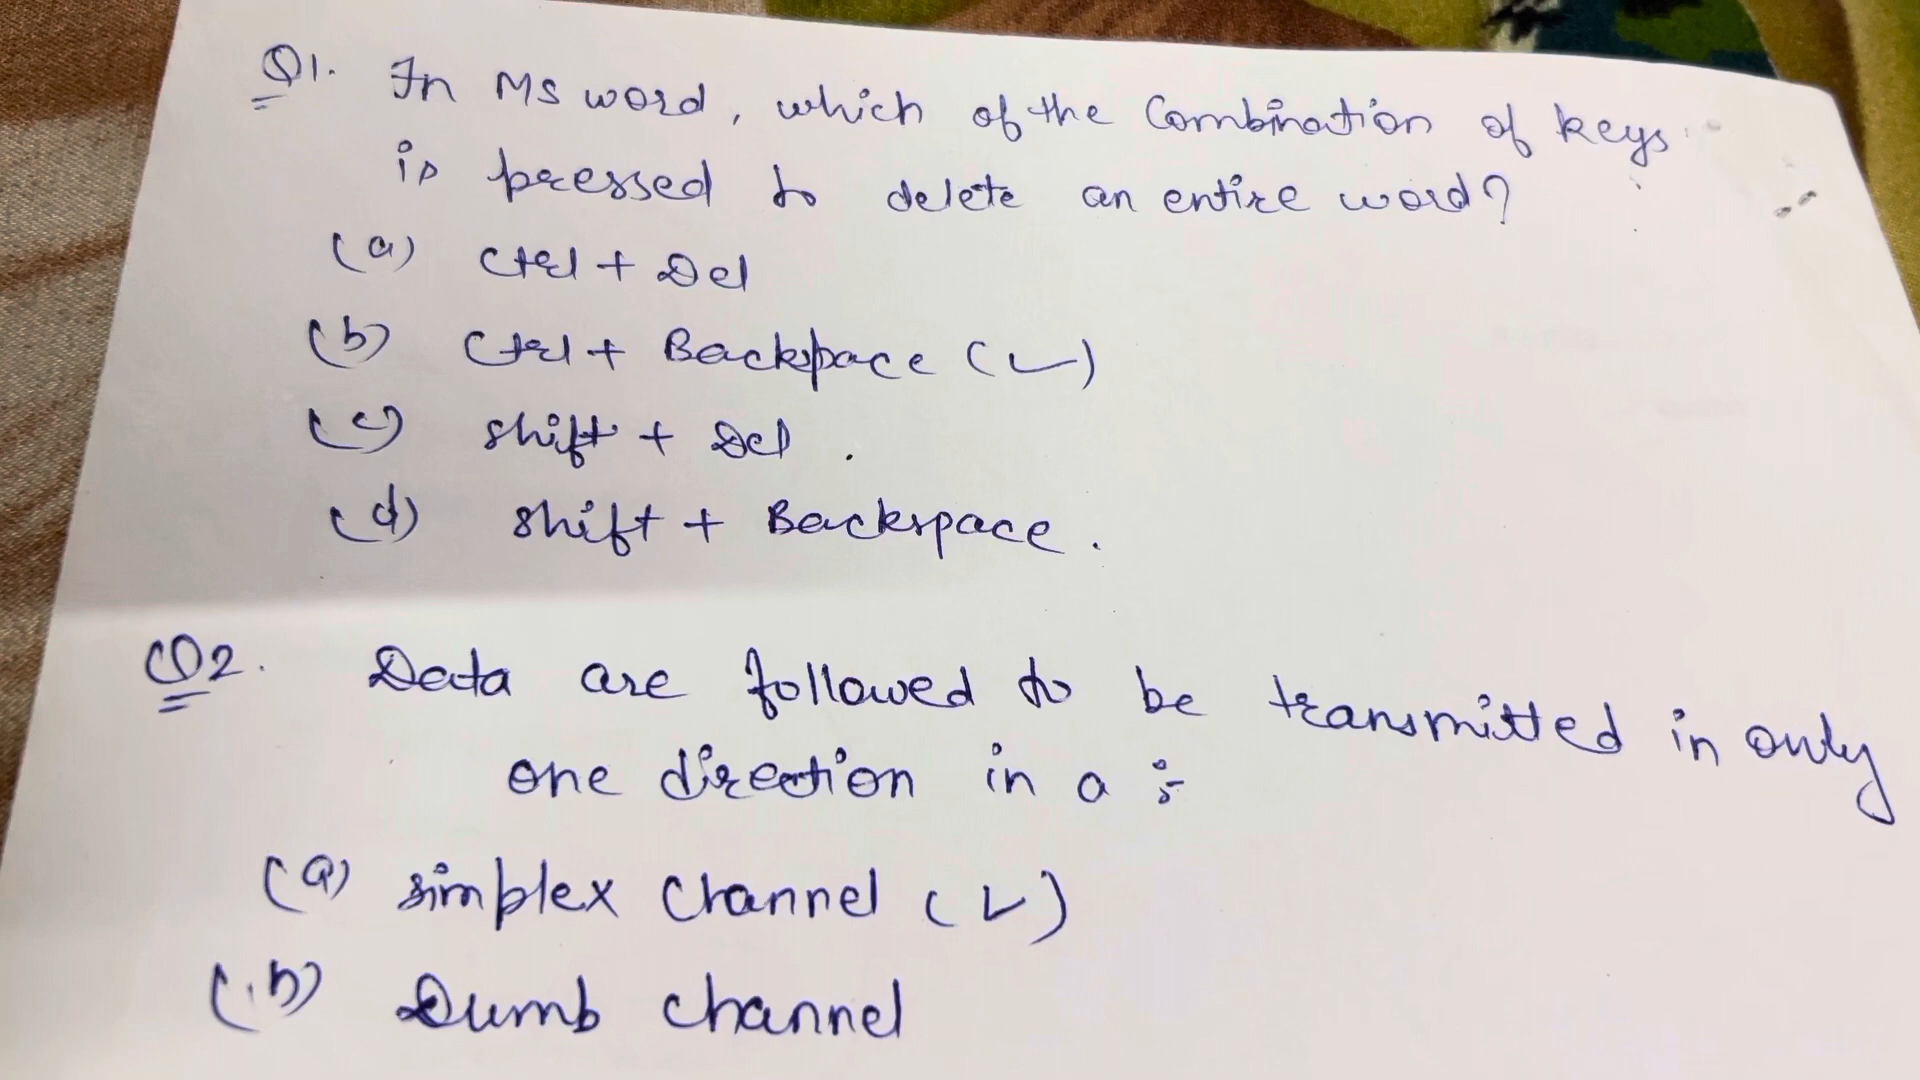 Q1. In MS word, which of the Combination of keys
is pressed to delete an entire word?
(a) Ctrl + Del
(b) Ctrl + Backspace (✓)
(c) shift + Del .
(d) shift + Backspace .
Q2. Data are followed to be transmitted in only
one direction in a :-
(a) simplex Channel (✓)
(b) Dumb channel